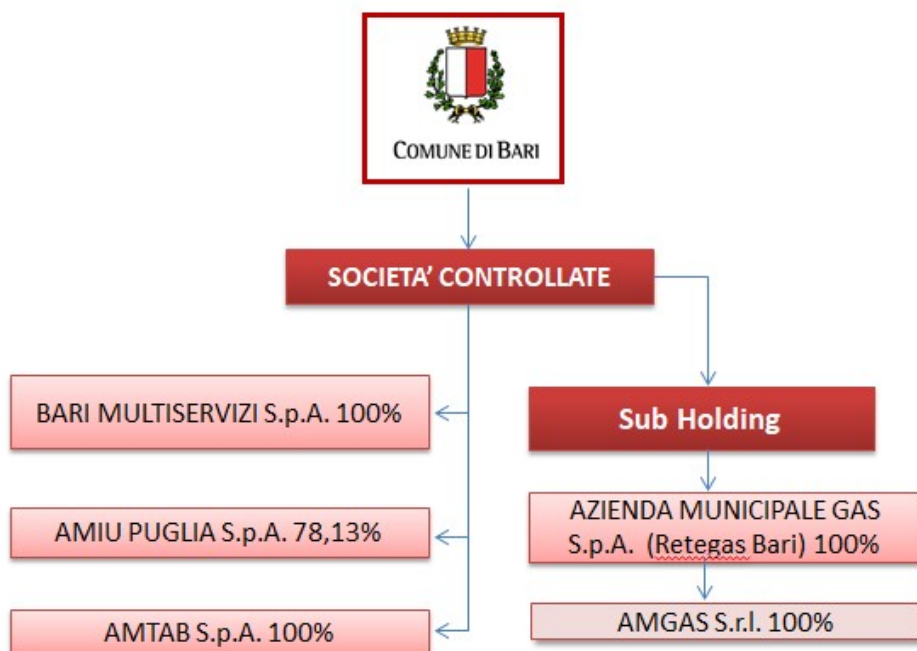 COMUNE DI BARI
SOCIETA’ CONTROLLATE
BARI MULTISERVIZI S.p.A. 100%
AMIU PUGLIA S.p.A. 78,13%
AMTAB S.p.A. 100%
Sub Holding
AZIENDA MUNICIPALE GAS
S.p.A. (Retegas Bari) 100%
AMGAS S.r.l. 100%